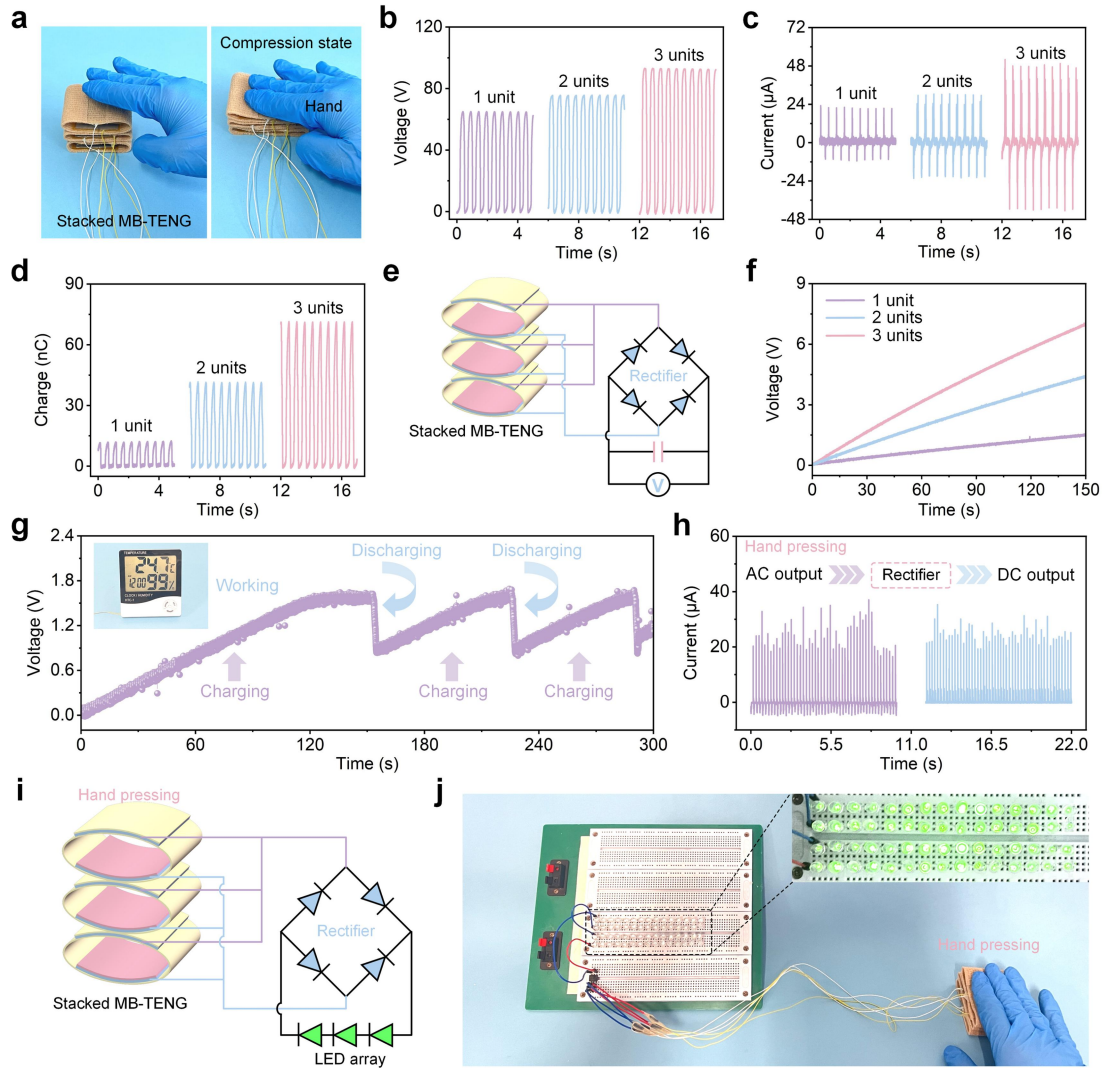 a
Compression state
Hand
Stacked MB-TENG
b
120
80
40
0
Voltage (V)
1 unit
2 units
3 units
0 4 8 12 16
Time (s)
c
72
48
24
0
-24
-48
Current (µA)
1 unit
2 units
3 units
0 4 8 12 16
Time (s)
d
90
60
30
0
Charge (nC)
1 unit
2 units
3 units
0 4 8 12 16
Time (s)
e
Rectifier
Stacked MB-TENG
V
f
9
6
3
0
Voltage (V)
1 unit
2 units
3 units
0 30 60 90 120 150
Time (s)
g
2.4
1.8
1.2
0.6
0.0
Voltage (V)
TEMPERATURE
24.7°C
12:00 99%
Working
Discharging
Discharging
Charging
Charging
Charging
0 60 120 180 240 300
Time (s)
h
60
40
20
0
Current (µA)
Hand pressing
AC output
Rectifier
DC output
0.0 5.5 11.0 16.5 22.0
Time (s)
i
Hand pressing
Rectifier
Stacked MB-TENG
LED array
j
Hand pressing